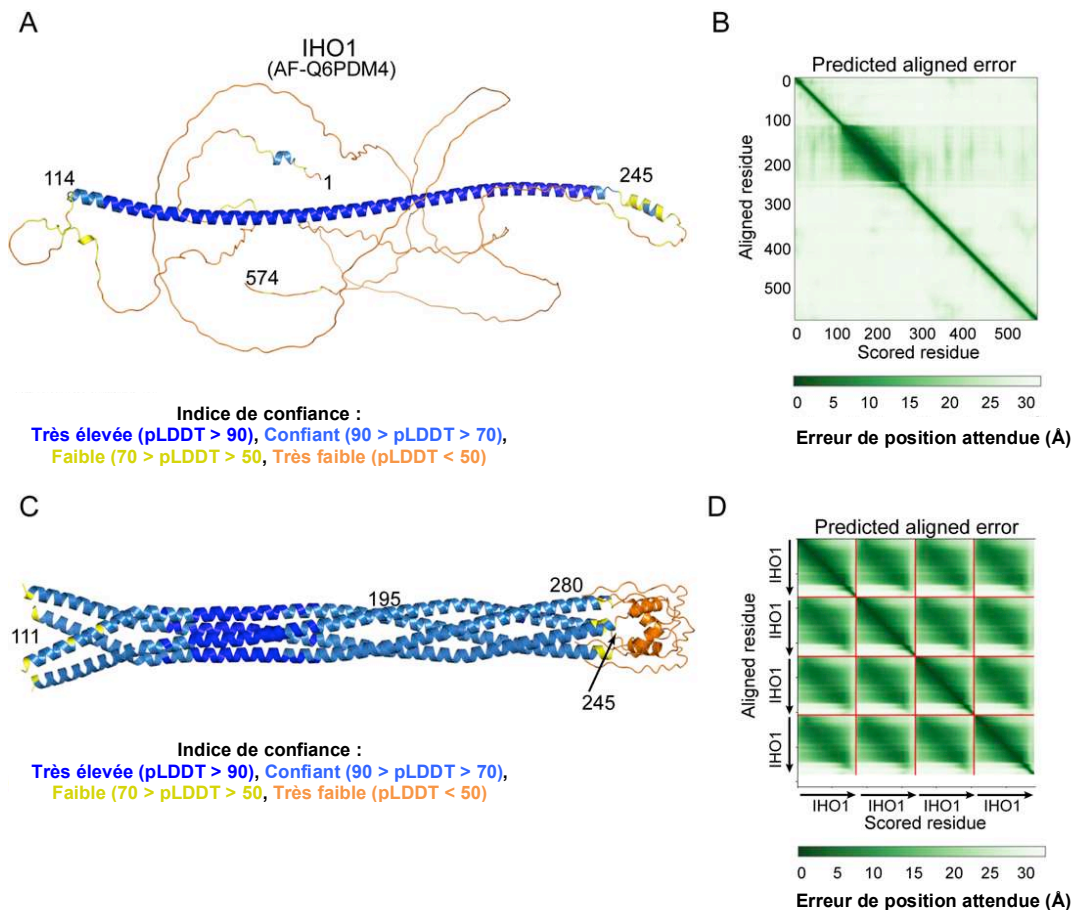 A
IHO1
(AF-Q6PDM4)
114
1
245
574
Indice de confiance :
Très élevée (pLDDT > 90), Confiant (90 > pLDDT > 70),
Faible (70 > pLDDT > 50, Très faible (pLDDT < 50)
B
Predicted aligned error
0
100
200
300
400
500
Aligned residue
0 100 200 300 400 500
Scored residue
0 5 10 15 20 25 30
Erreur de position attendue (Å)
C
111
195
280
245
Indice de confiance :
Très élevée (pLDDT > 90), Confiant (90 > pLDDT > 70),
Faible (70 > pLDDT > 50, Très faible (pLDDT < 50)
D
Predicted aligned error
Aligned residue
IHO1
IHO1
IHO1
IHO1
IHO1 IHO1 IHO1 IHO1
Scored residue
0 5 10 15 20 25 30
Erreur de position attendue (Å)